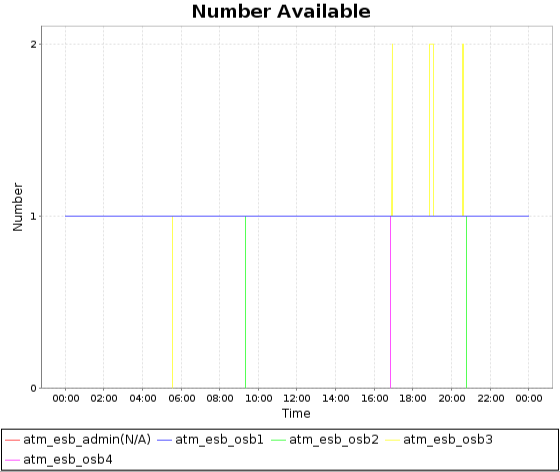 Number Available
2
1
0
Number
00:00 02:00 04:00 06:00 08:00 10:00 12:00 14:00 16:00 18:00 20:00 22:00 00:00
Time
atm_esb_admin(N/A) atm_esb_osb1 atm_esb_osb2 atm_esb_osb3
atm_esb_osb4